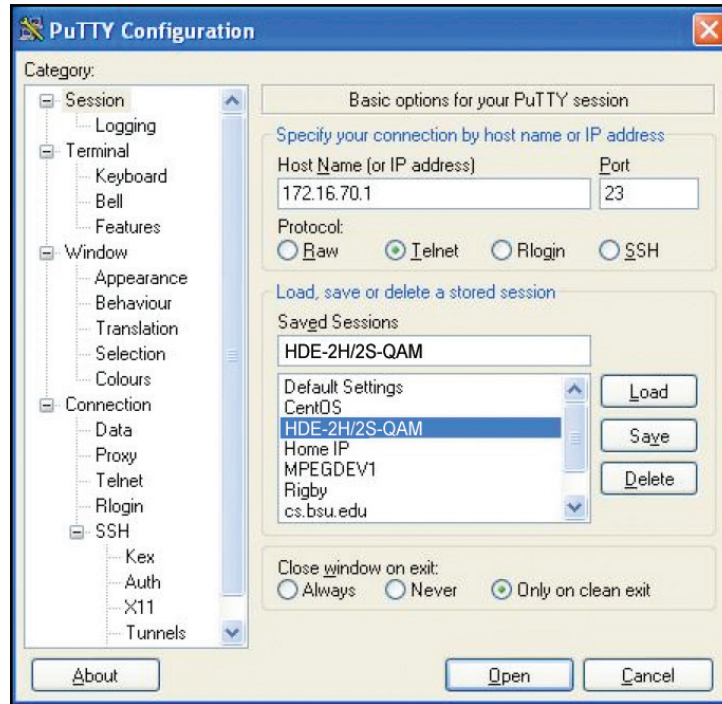 PuTTY Configuration
Category:
Session
Logging
Terminal
Keyboard
Bell
Features
Window
Appearance
Behaviour
Translation
Selection
Colours
Connection
Data
Proxy
Telnet
Rlogin
SSH
Kex
Auth
X11
Tunnels
Basic options for your PuTTY session
Specify your connection by host name or IP address
Host Name (or IP address) Port
172.16.70.1 23
Protocol:
Raw Telnet Rlogin SSH
Load, save or delete a stored session
Saved Sessions
HDE-2H/2S-QAM
Default Settings
CentOS
HDE-2H/2S-QAM
Home IP
MPEGDEV1
Rigby
cs.bsu.edu
Load
Save
Delete
Close window on exit:
Always Never Only on clean exit
About Open Cancel